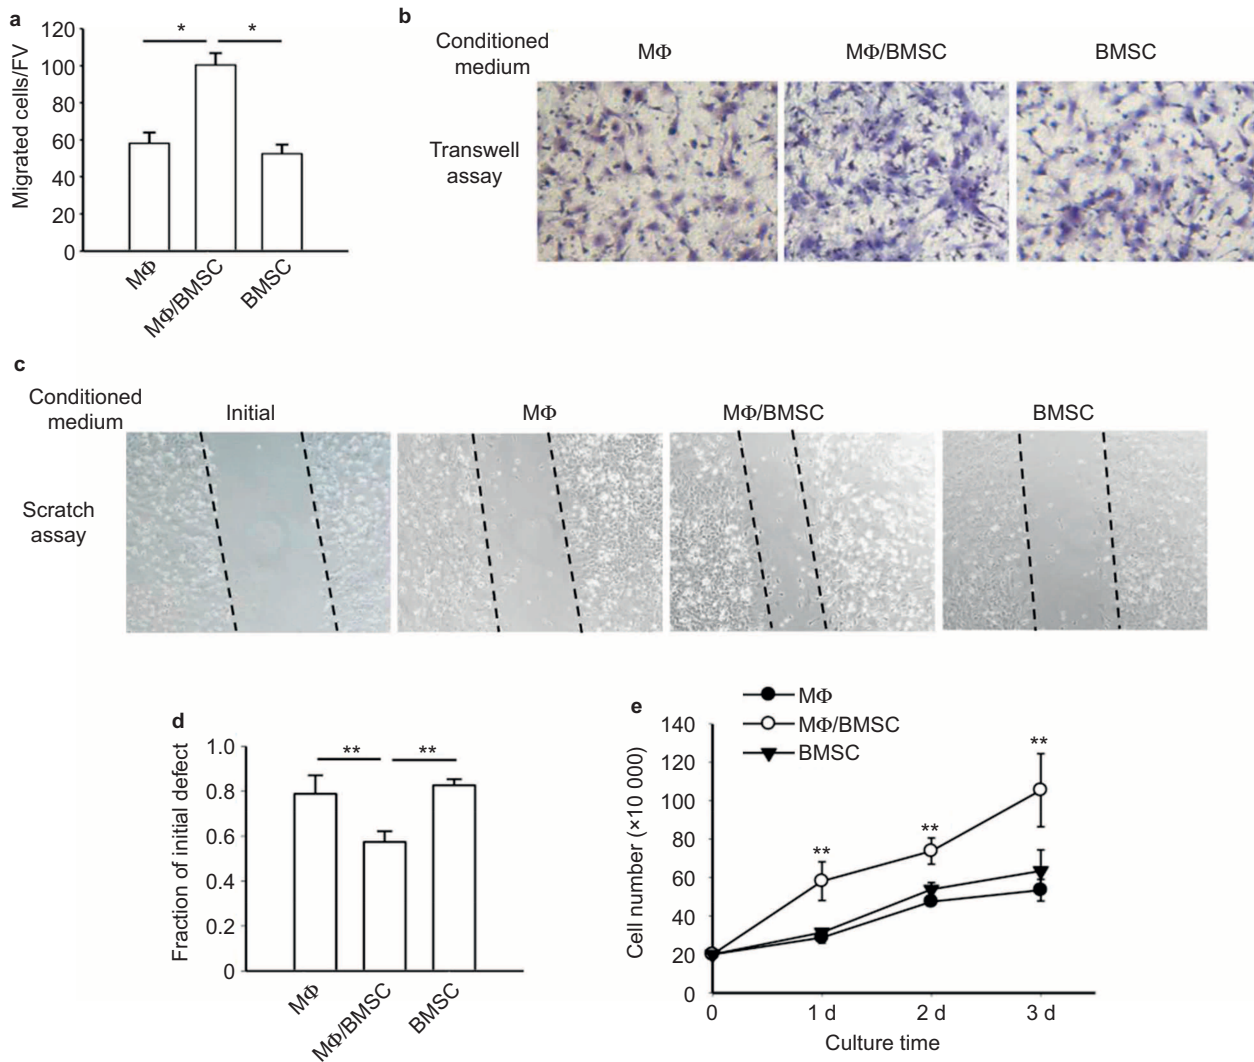 a
120
100
80
60
40
20
0
Migrated cells/FV
* *
MΦ
MΦ/BMSC
BMSC
b
Conditioned
medium
MΦ MΦ/BMSC BMSC
Transwell
assay
c
Conditioned
medium
Initial MΦ MΦ/BMSC BMSC
Scratch
assay
d
1.0
0.8
0.6
0.4
0.2
0
Fraction of initial defect
** **
MΦ
MΦ/BMSC
BMSC
e
MΦ
MΦ/BMSC
BMSC
140
120
100
80
60
40
20
0
Cell number (×10 000)
** ** **
0 1 d 2 d 3 d
Culture time